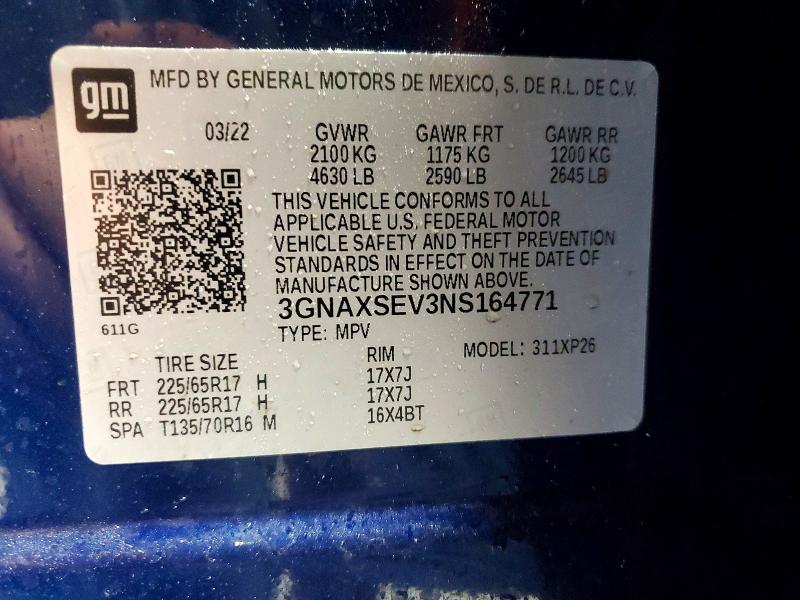 gm
MFD BY GENERAL MOTORS DE MEXICO, S. DE R.L. DE C.V.
03/22 GVWR GAWR FRT GAWR RR
2100 KG 1175 KG 1200 KG
4630 LB 2590 LB 2645 LB
THIS VEHICLE CONFORMS TO ALL
APPLICABLE U.S. FEDERAL MOTOR
VEHICLE SAFETY AND THEFT PREVENTION
STANDARDS IN EFFECT ON THE DATE OF
MANUFACTURE SHOWN ABOVE.
3GNAXSEV3NS164771
611G
TYPE: MPV MODEL: 311XP26
TIRE SIZE RIM
FRT 225/65R17 H 17X7J
RR 225/65R17 H 17X7J
SPA T135/70R16 M 16X4BT